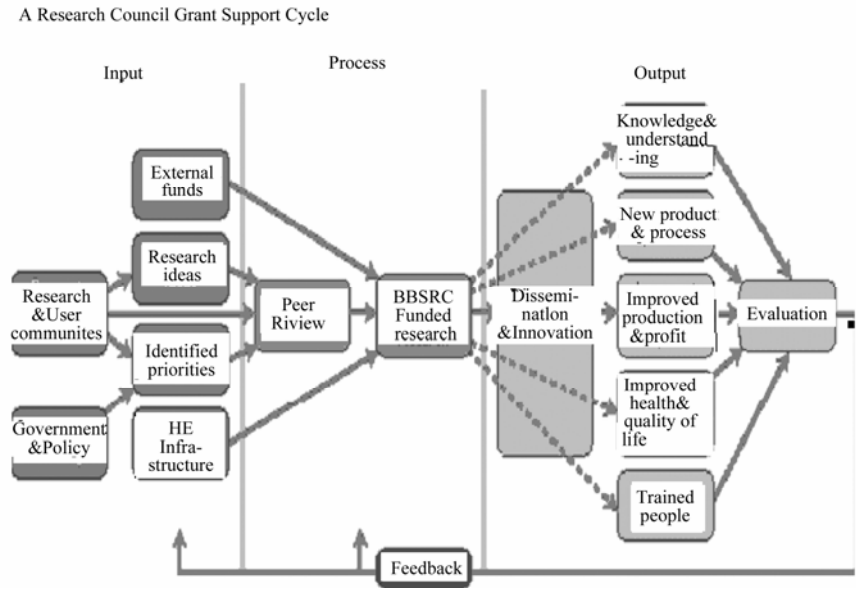 A Research Council Grant Support Cycle
Input
Process
Output
External
funds
Research
ideas
Research
&User
communites
Identified
priorities
Government
&Policy
HE
Infra-
structure
Peer
Riview
BBSRC
Funded
research
Dissemi-
natlon
&Innovation
Knowledge&
understand
-ing
New product
& process
Improved
production
&profit
Improved
health&
quality of
life
Trained
people
Evaluation
Feedback